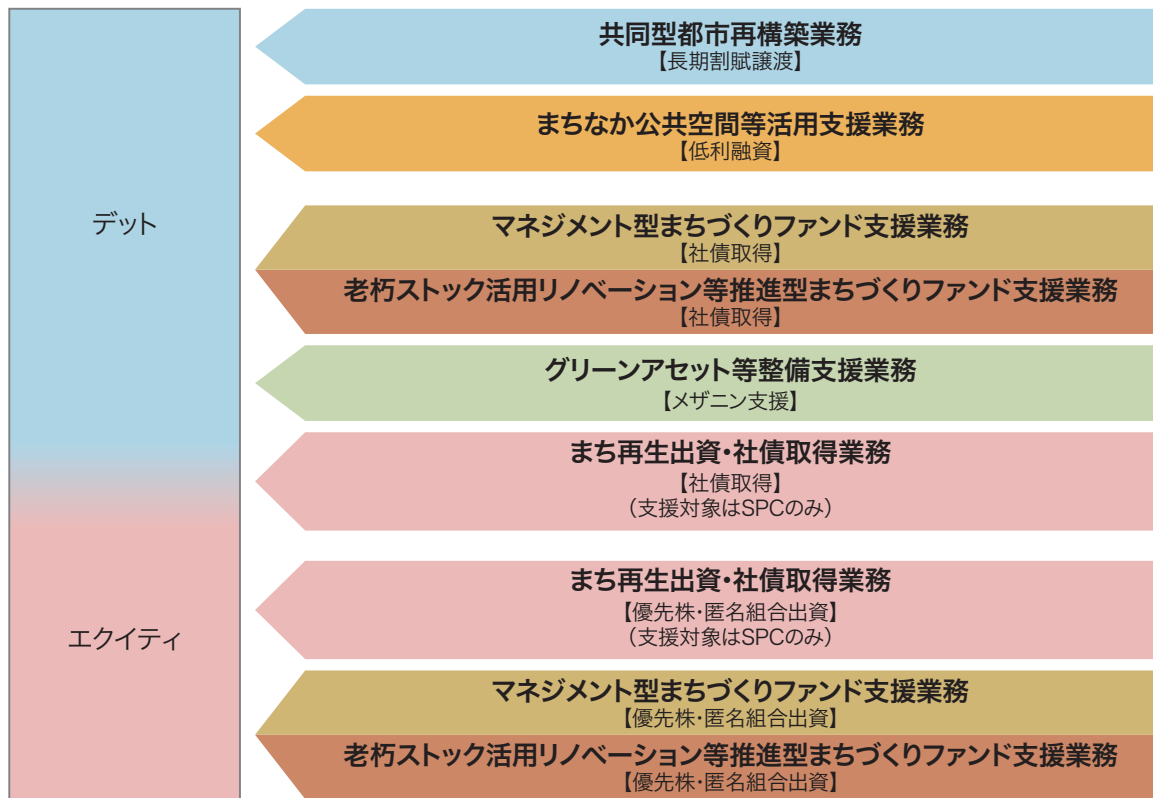 共同型都市再構築業務
【長期割賦譲渡】
まちなか公共空間等活用支援業務
【低利融資】
デット
マネジメント型まちづくりファンド支援業務
【社債取得】
老朽ストック活用リノベーション等推進型まちづくりファンド支援業務
【社債取得】
グリーンアセット等整備支援業務
【メザニン支援】
まち再生出資・社債取得業務
【社債取得】
（支援対象はSPCのみ）
エクイティ
まち再生出資・社債取得業務
【優先株・匿名組合出資】
（支援対象はSPCのみ）
マネジメント型まちづくりファンド支援業務
【優先株・匿名組合出資】
老朽ストック活用リノベーション等推進型まちづくりファンド支援業務
【優先株・匿名組合出資】